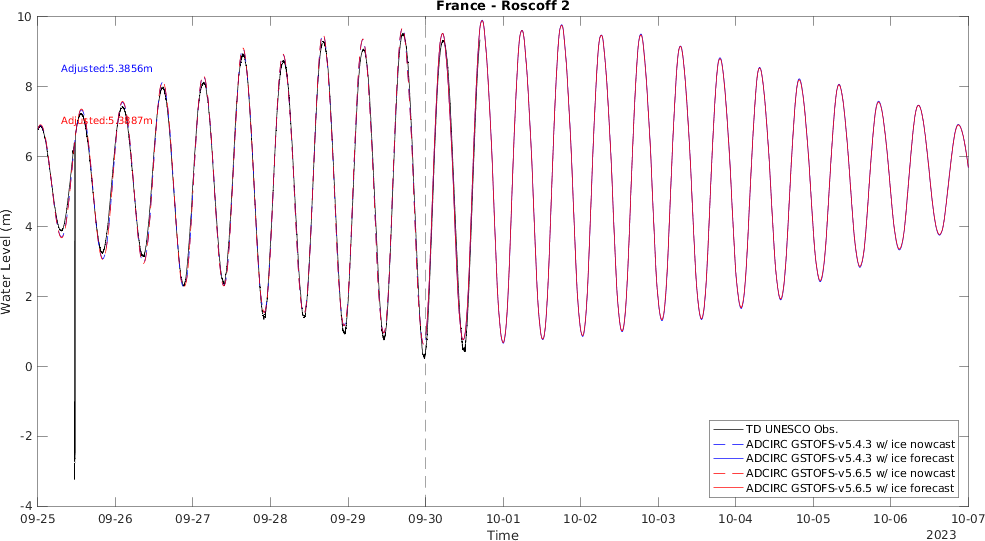 France - Roscoff 2
10
8
6
4
2
0
-2
-4
Water Level (m)
Adjusted:5.3856m
Adjusted:5.3887m
TD UNESCO Obs.
ADCIRC GSTOFS-v5.4.3 w/ ice nowcast
ADCIRC GSTOFS-v5.4.3 w/ ice forecast
ADCIRC GSTOFS-v5.6.5 w/ ice nowcast
ADCIRC GSTOFS-v5.6.5 w/ ice forecast
09-25 09-26 09-27 09-28 09-29 09-30 10-01 10-02 10-03 10-04 10-05 10-06 10-07
Time
2023